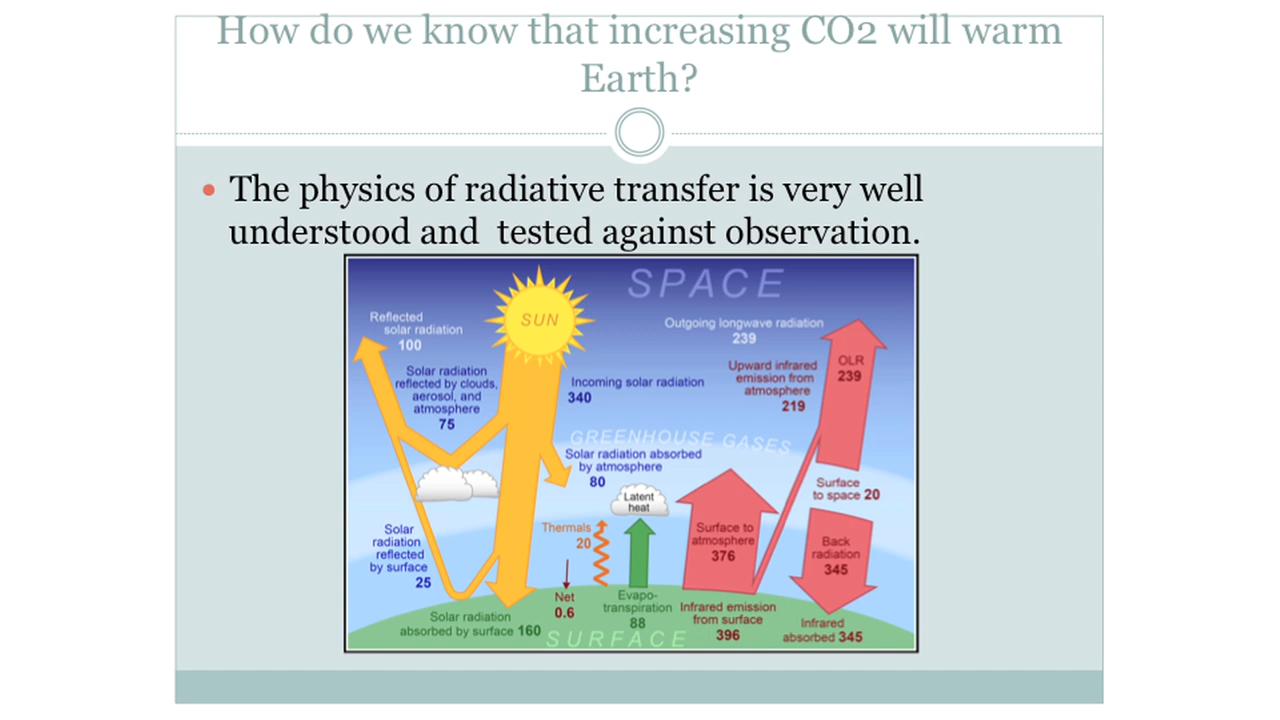 How do we know that increasing CO2 will warm
Earth?
• The physics of radiative transfer is very well
understood and  tested against observation.
SPACE
SUN
Reflected
solar radiation
100
Outgoing longwave radiation
239
OLR
239
Solar radiation
reflected by clouds,
aerosol, and
atmosphere
75
Incoming solar radiation
340
Upward infrared
emission from
atmosphere
219
GREENHOUSE GASES
Solar radiation absorbed
by atmosphere
80
Surface
to space 20
Latent
heat
Thermals
20
Surface to
atmosphere
376
Back
radiation
345
Solar
radiation
reflected
by surface
25
Net
0.6
Evapo-
transpiration
88
Infrared emission
from surface
396
Infrared
absorbed 345
Solar radiation
absorbed by surface 160
SURFACE